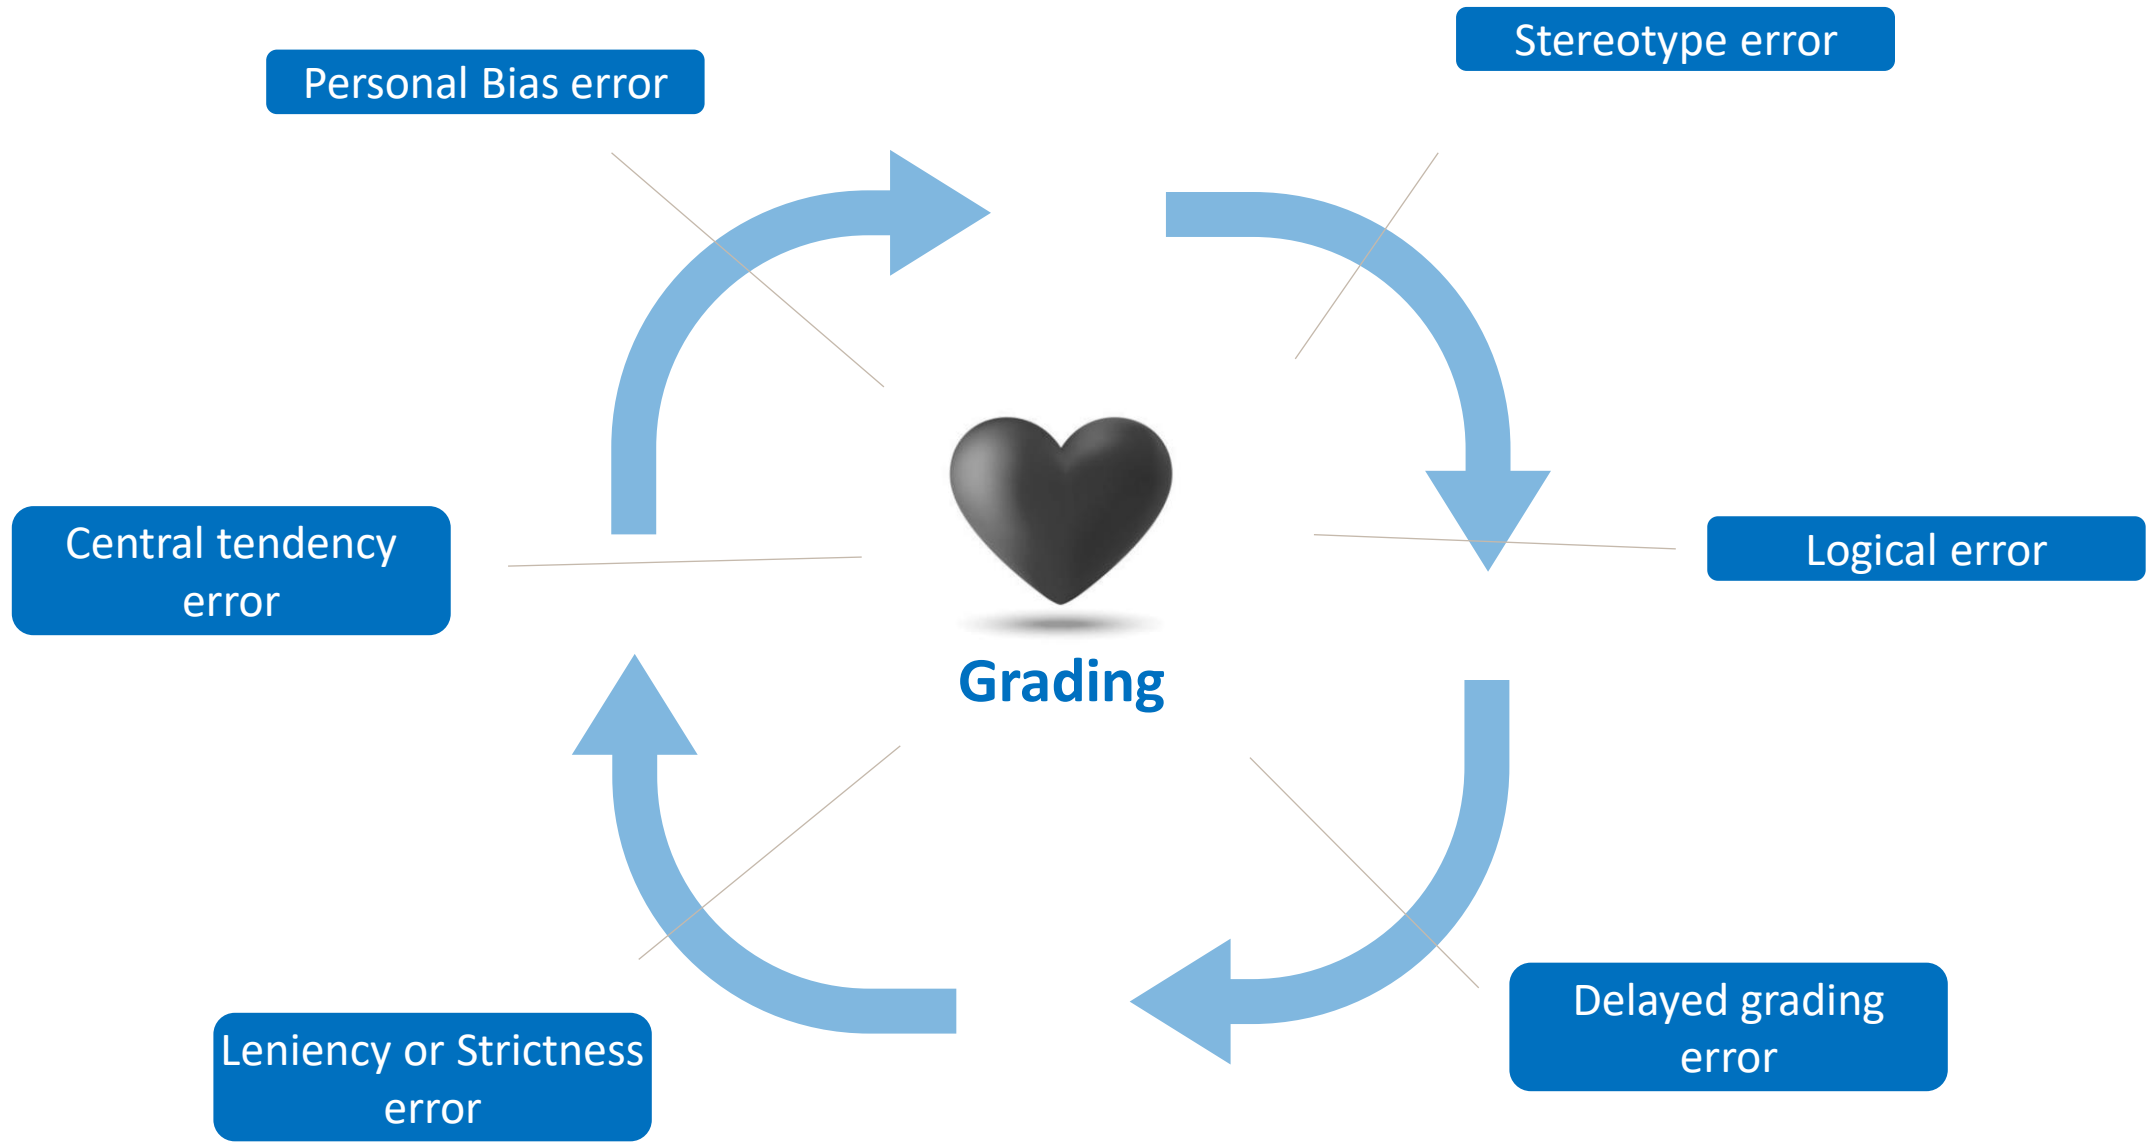 Stereotype error
Personal Bias error
Central tendency
error
Logical error
Grading
Delayed grading
error
Leniency or Strictness
error